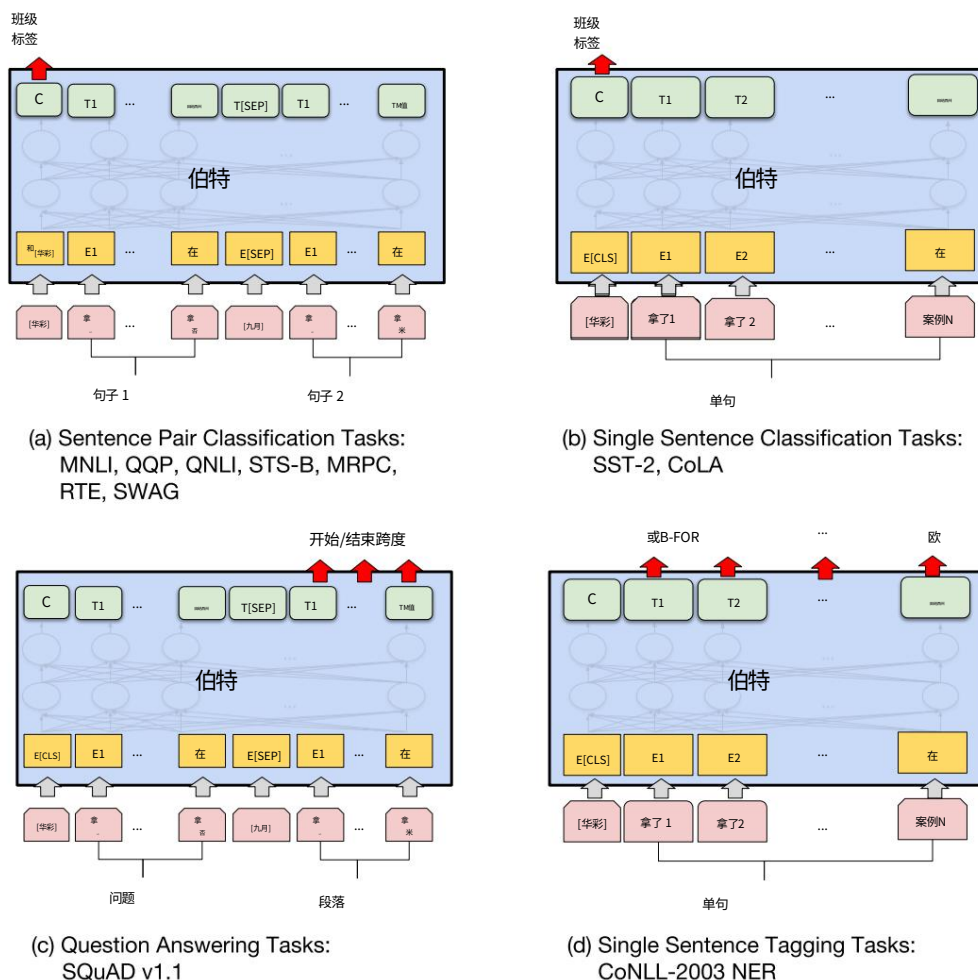 班级
标签
C T1 ... T[SEP] T1 ... TM值
伯特
和[华彩] E1 ... 在 E[SEP] E1 ... 在
[华彩] 拿 - ... 拿 否 [九月] 拿 - ... 拿 米
句子 1 句子 2
(a) Sentence Pair Classification Tasks:
MNLI, QQP, QNLI, STS-B, MRPC,
RTE, SWAG
班级
标签
C T1 T2 ...
伯特
E[CLS] E1 E2 ... 在
[华彩] 拿了1 拿了 2 ... 案例N
单句
(b) Single Sentence Classification Tasks:
SST-2, CoLA
开始/结束跨度
C T1 ... T[SEP] T1 ... TM值
伯特
E[CLS] E1 ... 在 E[SEP] E1 ... 在
[华彩] 拿 - ... 拿 否 [九月] 拿 - ... 拿 米
问题 段落
(c) Question Answering Tasks:
SQuAD v1.1
或B-FOR ... 欧
C T1 T2 ...
伯特
E[CLS] E1 E2 ... 在
[华彩] 拿了 1 拿了2 ... 案例N
单句
(d) Single Sentence Tagging Tasks:
CoNLL-2003 NER